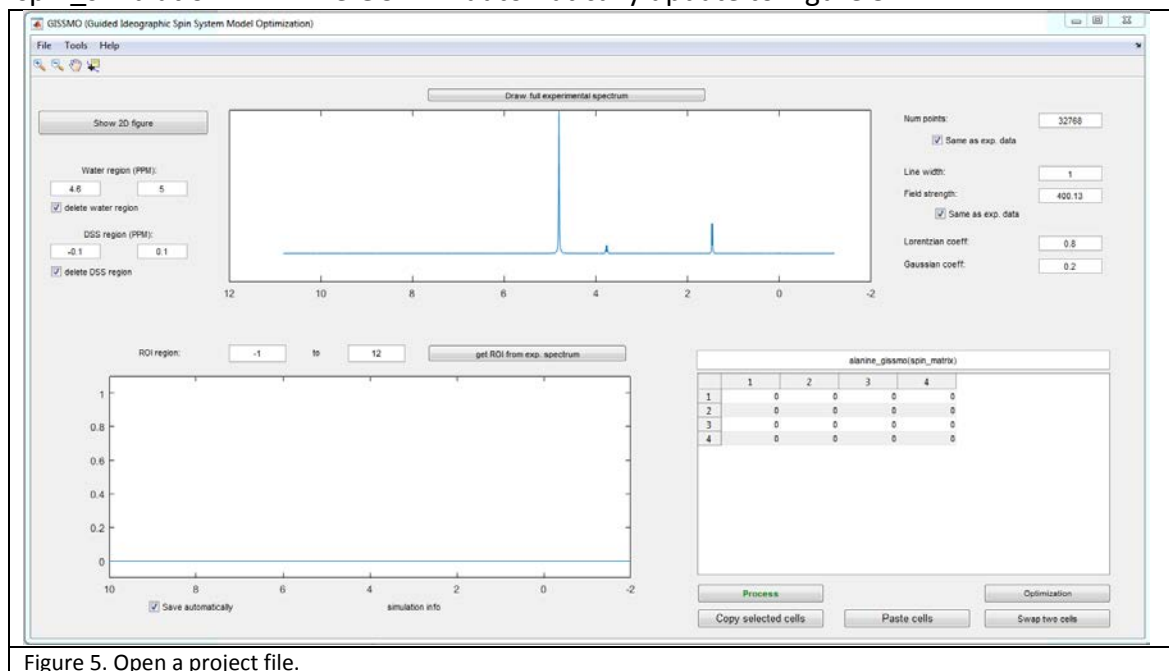 GISSMO (Guided Ideographic Spin System Model Optimization)
File Tools Help
Draw full experimental spectrum
Show 2D figure
Water region (PPM):
4.6 5
delete water region
DSS region (PPM):
-0.1 0.1
delete DSS region
12 10 8 6 4 2 0 -2
Num points: 32768
Same as exp. data
Line width: 1
Field strength: 400.13
Same as exp. data
Lorentzian coeff: 0.8
Gaussian coeff: 0.2
ROI region: -1 to 12 get ROI from exp. spectrum
1
0.8
0.6
0.4
0.2
0
10 8 6 4 2 0 -2
Save automatically simulation info
alanine_gissmo(spin_matrix)
1 2 3 4
1 0 0 0 0
2 0 0 0 0
3 0 0 0 0
4 0 0 0 0
Process Optimization
Copy selected cells Paste cells Swap two cells
Figure 5. Open a project file.